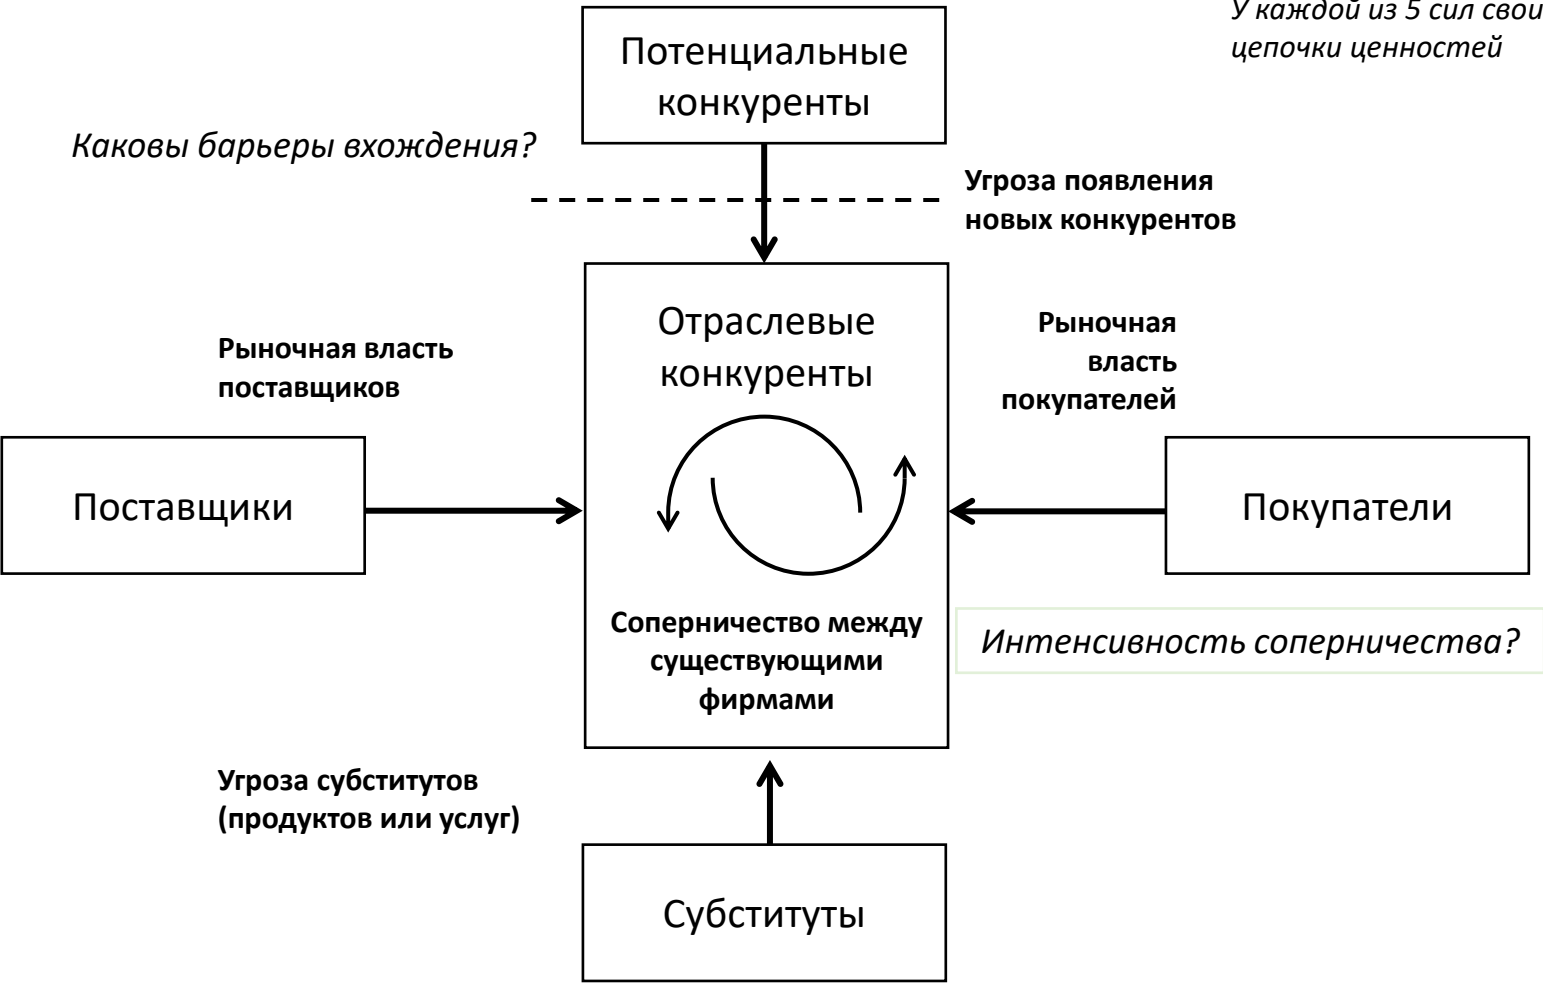 У каждой из 5 сил свои
цепочки ценностей
Потенциальные
конкуренты
Каковы барьеры вхождения?
Угроза появления
новых конкурентов
Отраслевые
конкуренты
Рыночная власть
поставщиков
Рыночная
власть
покупателей
Поставщики
Покупатели
Соперничество между
существующими
фирмами
Интенсивность соперничества?
Угроза субститутов
(продуктов или услуг)
Субституты